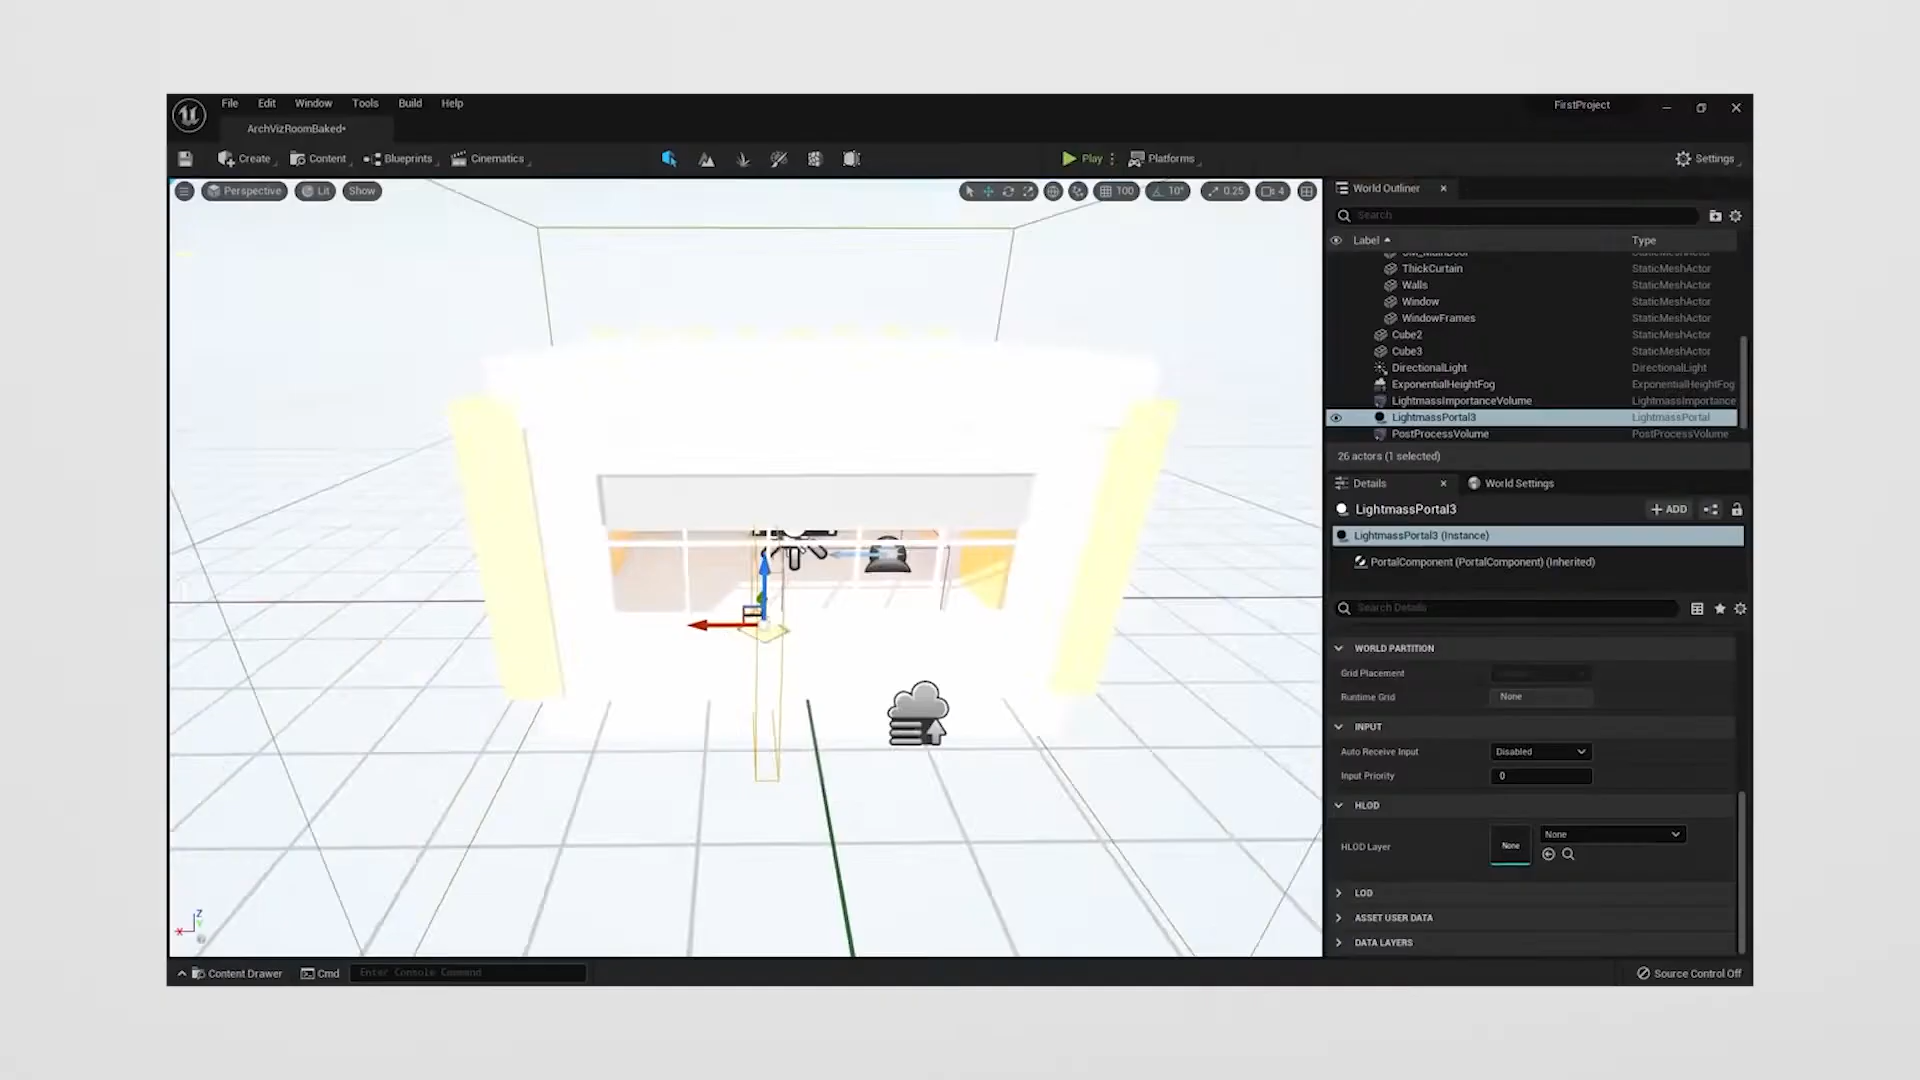 File Edit Window Tools Build Help
FirstProject
ArchVizRoomBaked•
Create Content Blueprints Cinematics Play Platforms Settings
Perspective Lit Show 100 10° 0.25 4
World Outliner
Search
Label Type
ThickCurtain StaticMeshActor
Walls StaticMeshActor
Window StaticMeshActor
WindowFrames StaticMeshActor
Cube2 StaticMeshActor
Cube3 StaticMeshActor
DirectionalLight DirectionalLight
ExponentialHeightFog ExponentialHeightFog
LightmassImportanceVolume LightmassImportance
LightmassPortal3 LightmassPortal
PostProcessVolume PostProcessVolume
26 actors (1 selected)
Details World Settings
LightmassPortal3 + ADD
LightmassPortal3 (Instance)
PortalComponent (PortalComponent) (Inherited)
Search Details
WORLD PARTITION
Grid Placement
Runtime Grid None
INPUT
Auto Receive Input Disabled
Input Priority 0
HLOD
HLOD Layer None None
LOD
ASSET USER DATA
DATA LAYERS
Z
Y
X
Content Drawer Cmd Enter Console Command Source Control Off